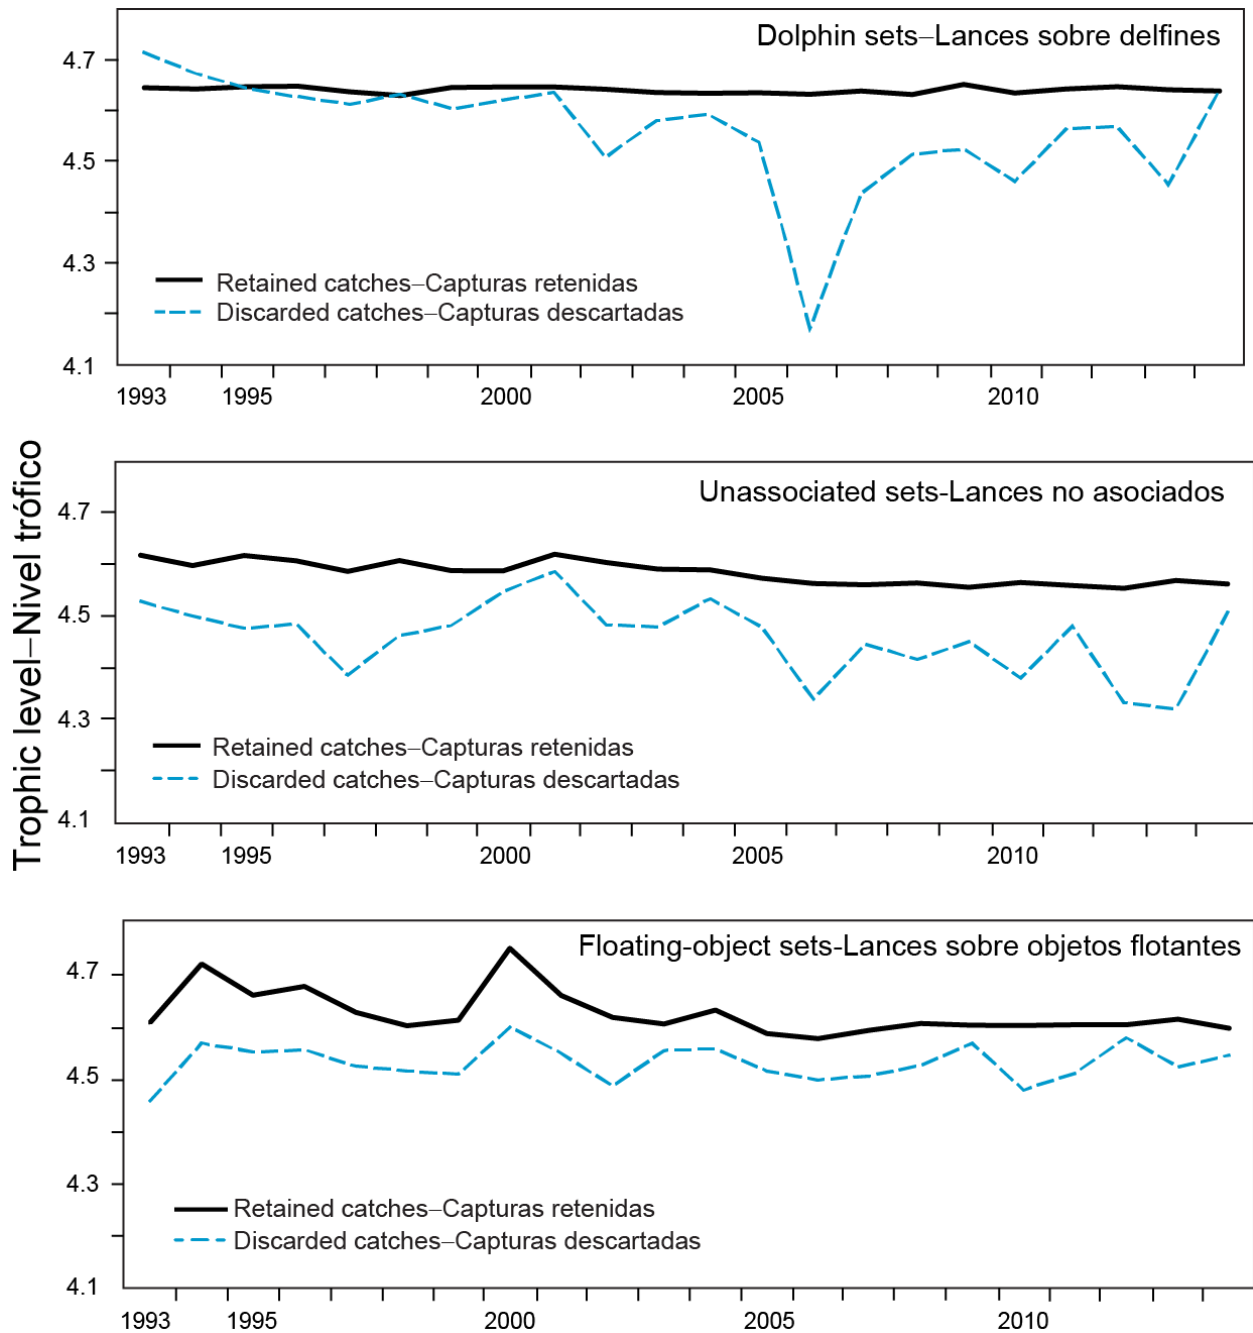 Dolphin sets–Lances sobre delfines
4.7
4.5
4.3
4.1
Retained catches–Capturas retenidas
Discarded catches–Capturas descartadas
1993 1995 2000 2005 2010
Trophic level–Nivel trófico
Unassociated sets-Lances no asociados
4.7
4.5
4.3
4.1
Retained catches–Capturas retenidas
Discarded catches–Capturas descartadas
1993 1995 2000 2005 2010
Floating-object sets-Lances sobre objetos flotantes
4.7
4.5
4.3
4.1
Retained catches–Capturas retenidas
Discarded catches–Capturas descartadas
1993 1995 2000 2005 2010